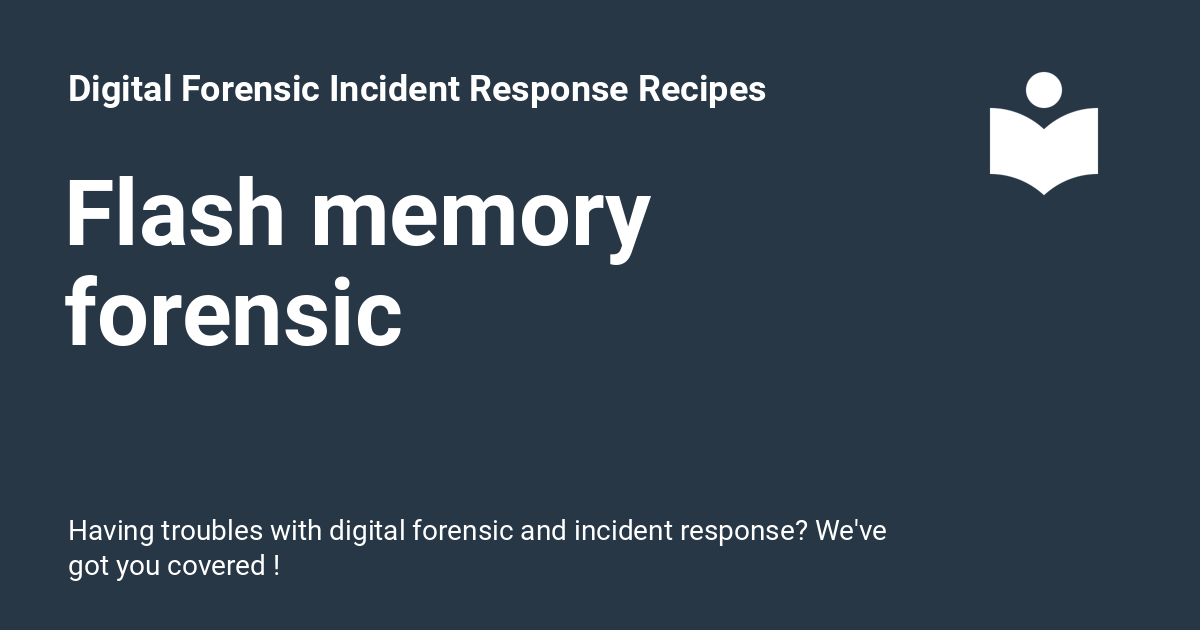 Digital Forensic Incident Response Recipes
Flash memory
forensic
Having troubles with digital forensic and incident response? We've
got you covered !